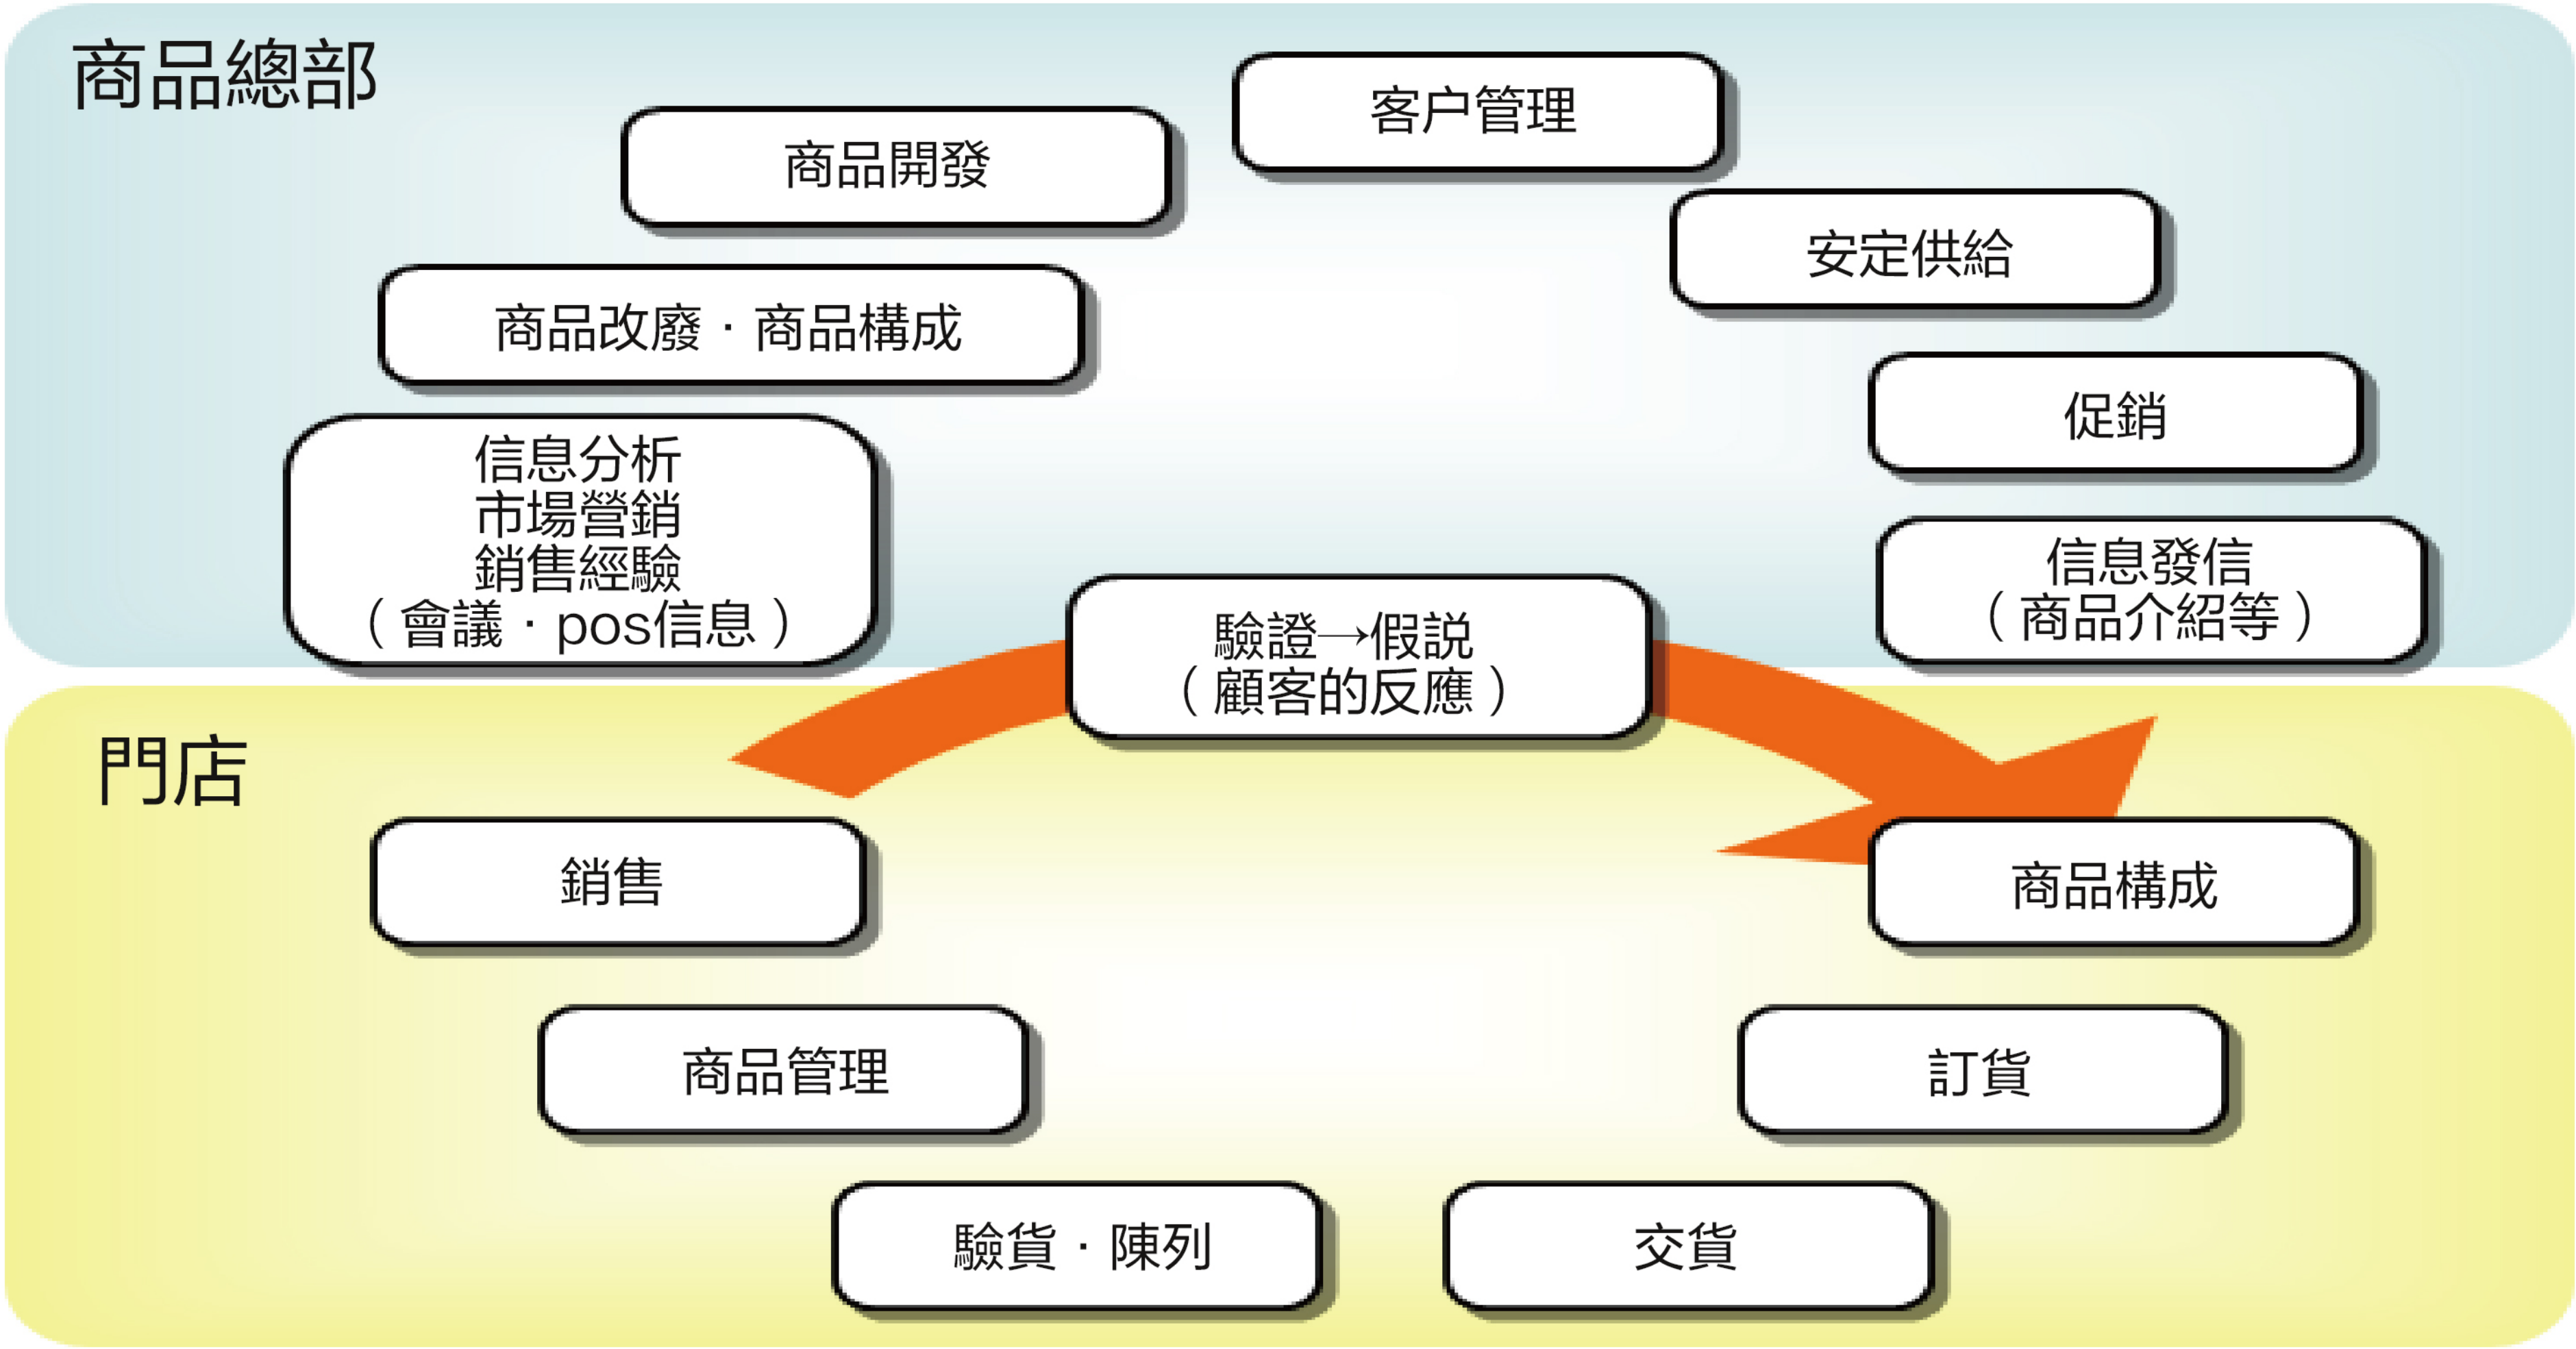 商品總部
客户管理
商品開發
安定供給
商品改廢·商品構成
促銷
信息分析
市場營銷
銷售經驗
（會議·pos信息）
信息發信
（商品介紹等）
驗證→假説
（顧客的反應）
門店
銷售
商品構成
商品管理
訂貨
驗貨·陳列
交貨